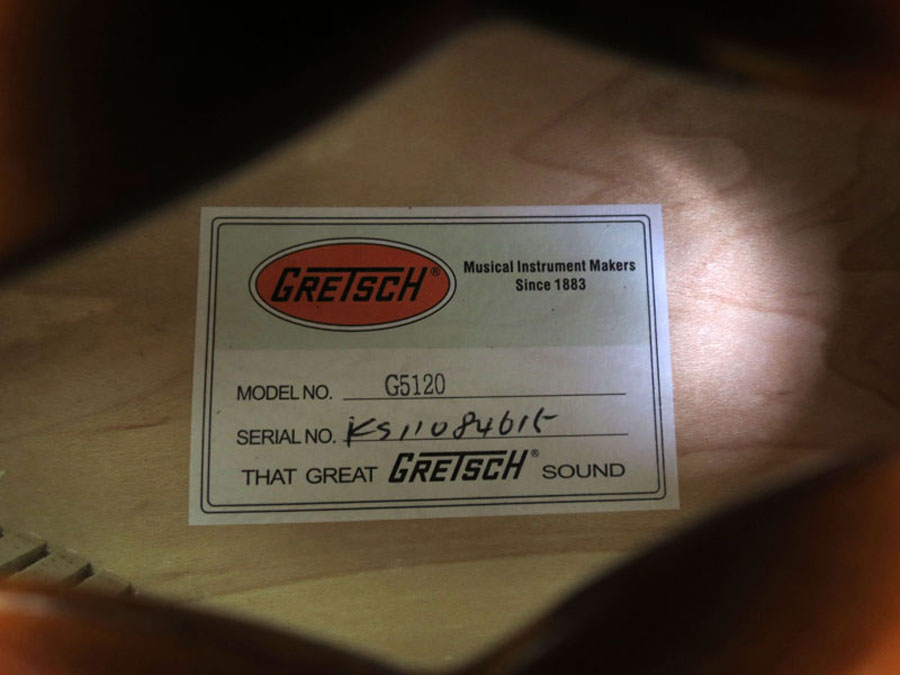 GRETSCH®
Musical Instrument Makers
Since 1883
MODEL NO. G5120
SERIAL NO. KS11084615
THAT GREAT GRETSCH® SOUND